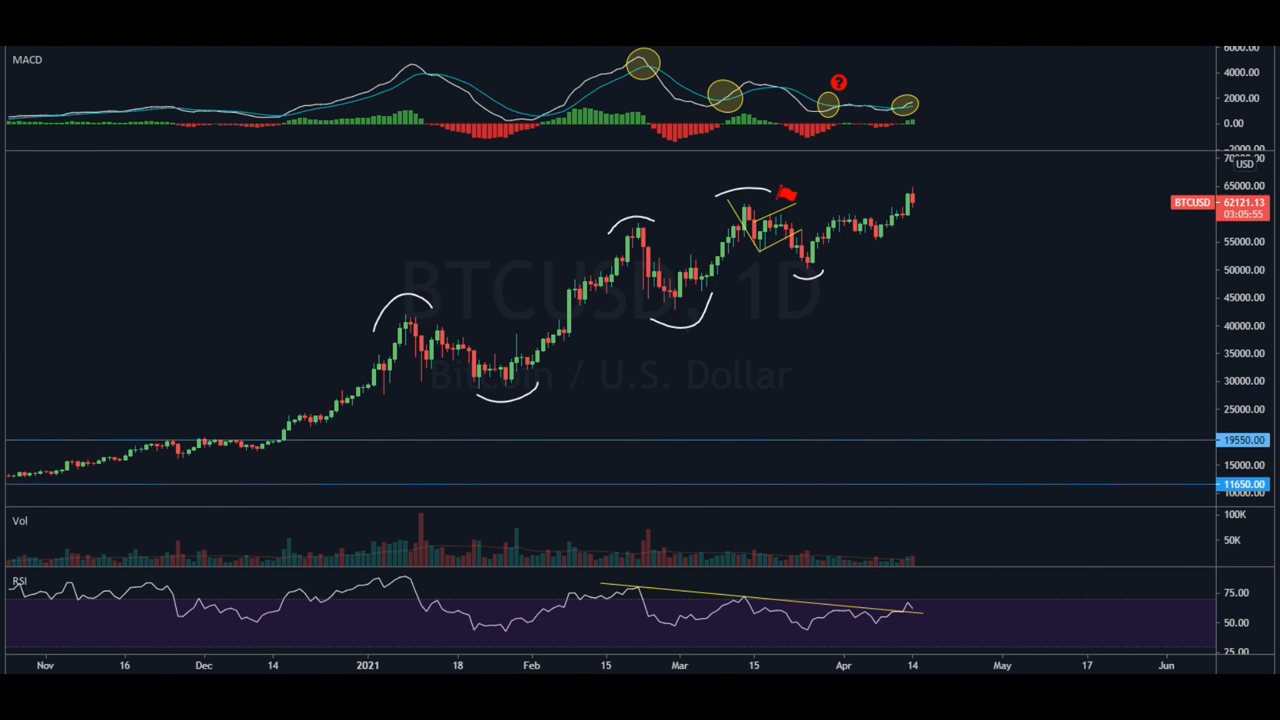 MACD
6000.00
4000.00
2000.00
0.00
−2000.00
?
USD
65000.00
BTCUSD 62121.13
03:05:55
55000.00
50000.00
45000.00
40000.00
35000.00
30000.00
25000.00
19550.00
15000.00
11650.00
10000.00
BTCUSD, 1D
Bitcoin / U.S. Dollar
Vol
100K
50K
RSI
75.00
50.00
25.00
Nov 16 Dec 14 2021 18 Feb 15 Mar 15 Apr 14 May 17 Jun